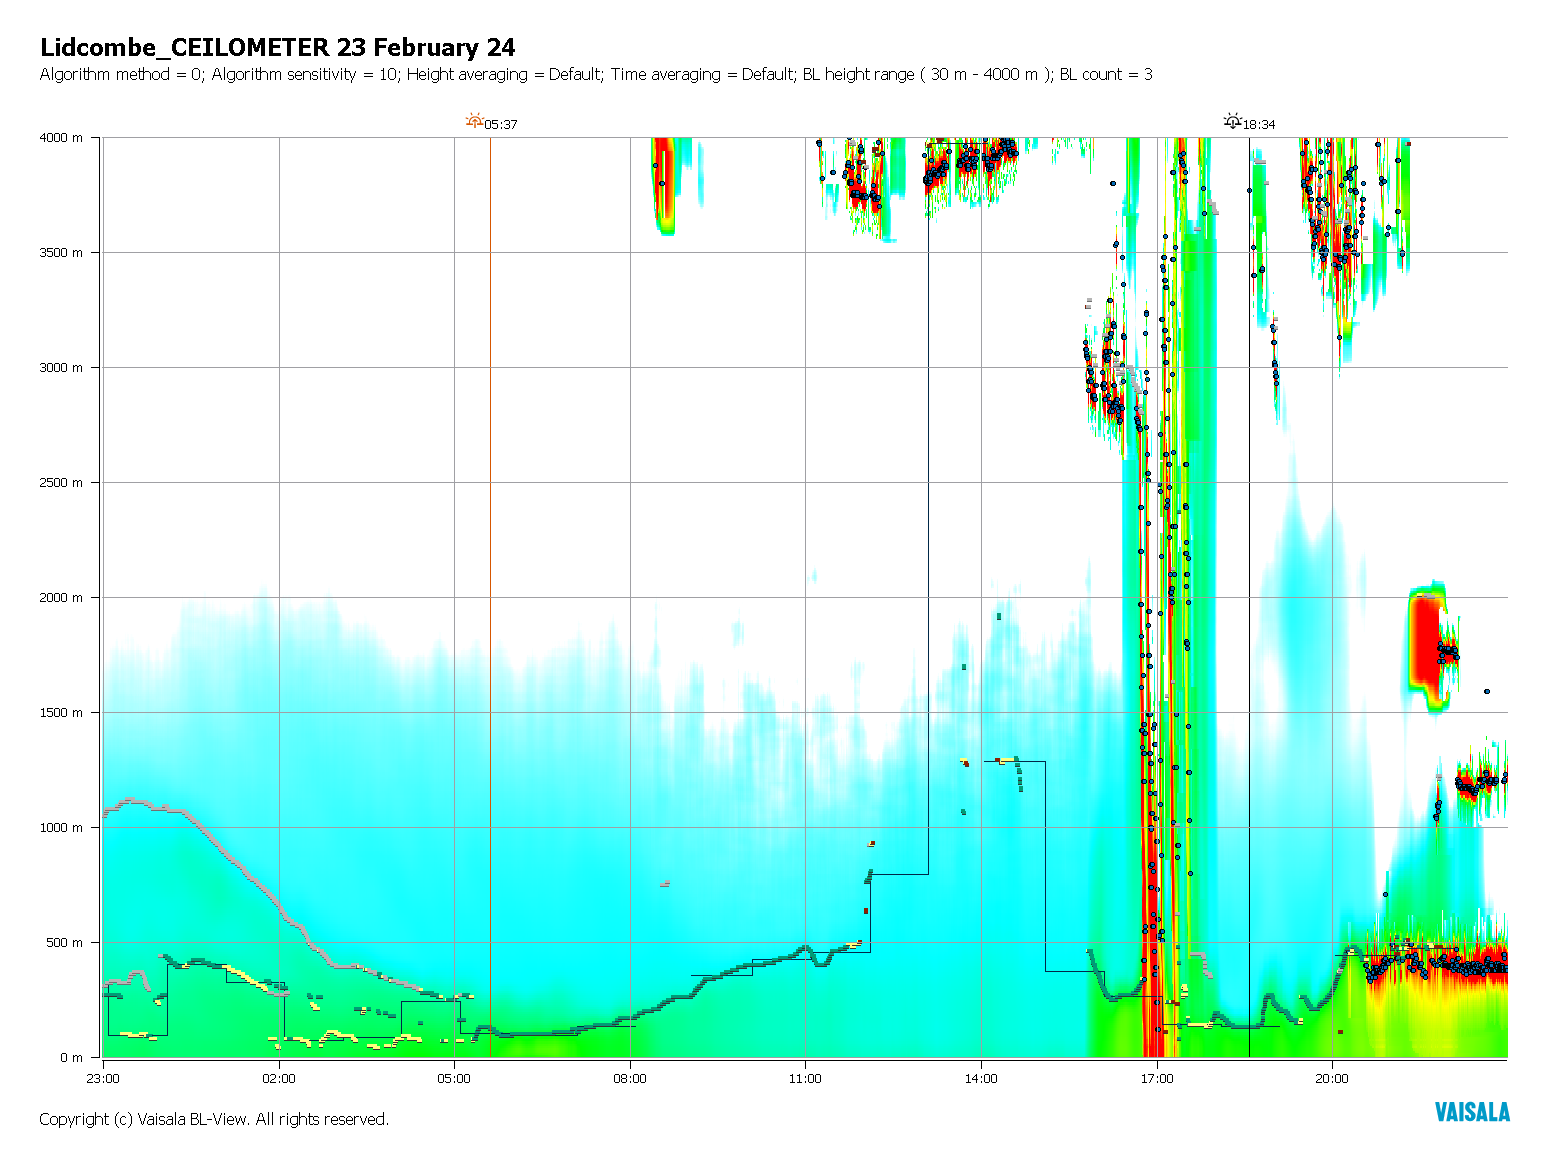 Lidcombe_CEILOMETER 23 February 24
Algorithm method = 0; Algorithm sensitivity = 10; Height averaging = Default; Time averaging = Default; BL height range ( 30 m - 4000 m ); BL count = 3
05:37
18:34
4000 m
3500 m
3000 m
2500 m
2000 m
1500 m
1000 m
500 m
0 m
23:00
02:00
05:00
08:00
11:00
14:00
17:00
20:00
Copyright (c) Vaisala BL-View. All rights reserved.
VAISALA